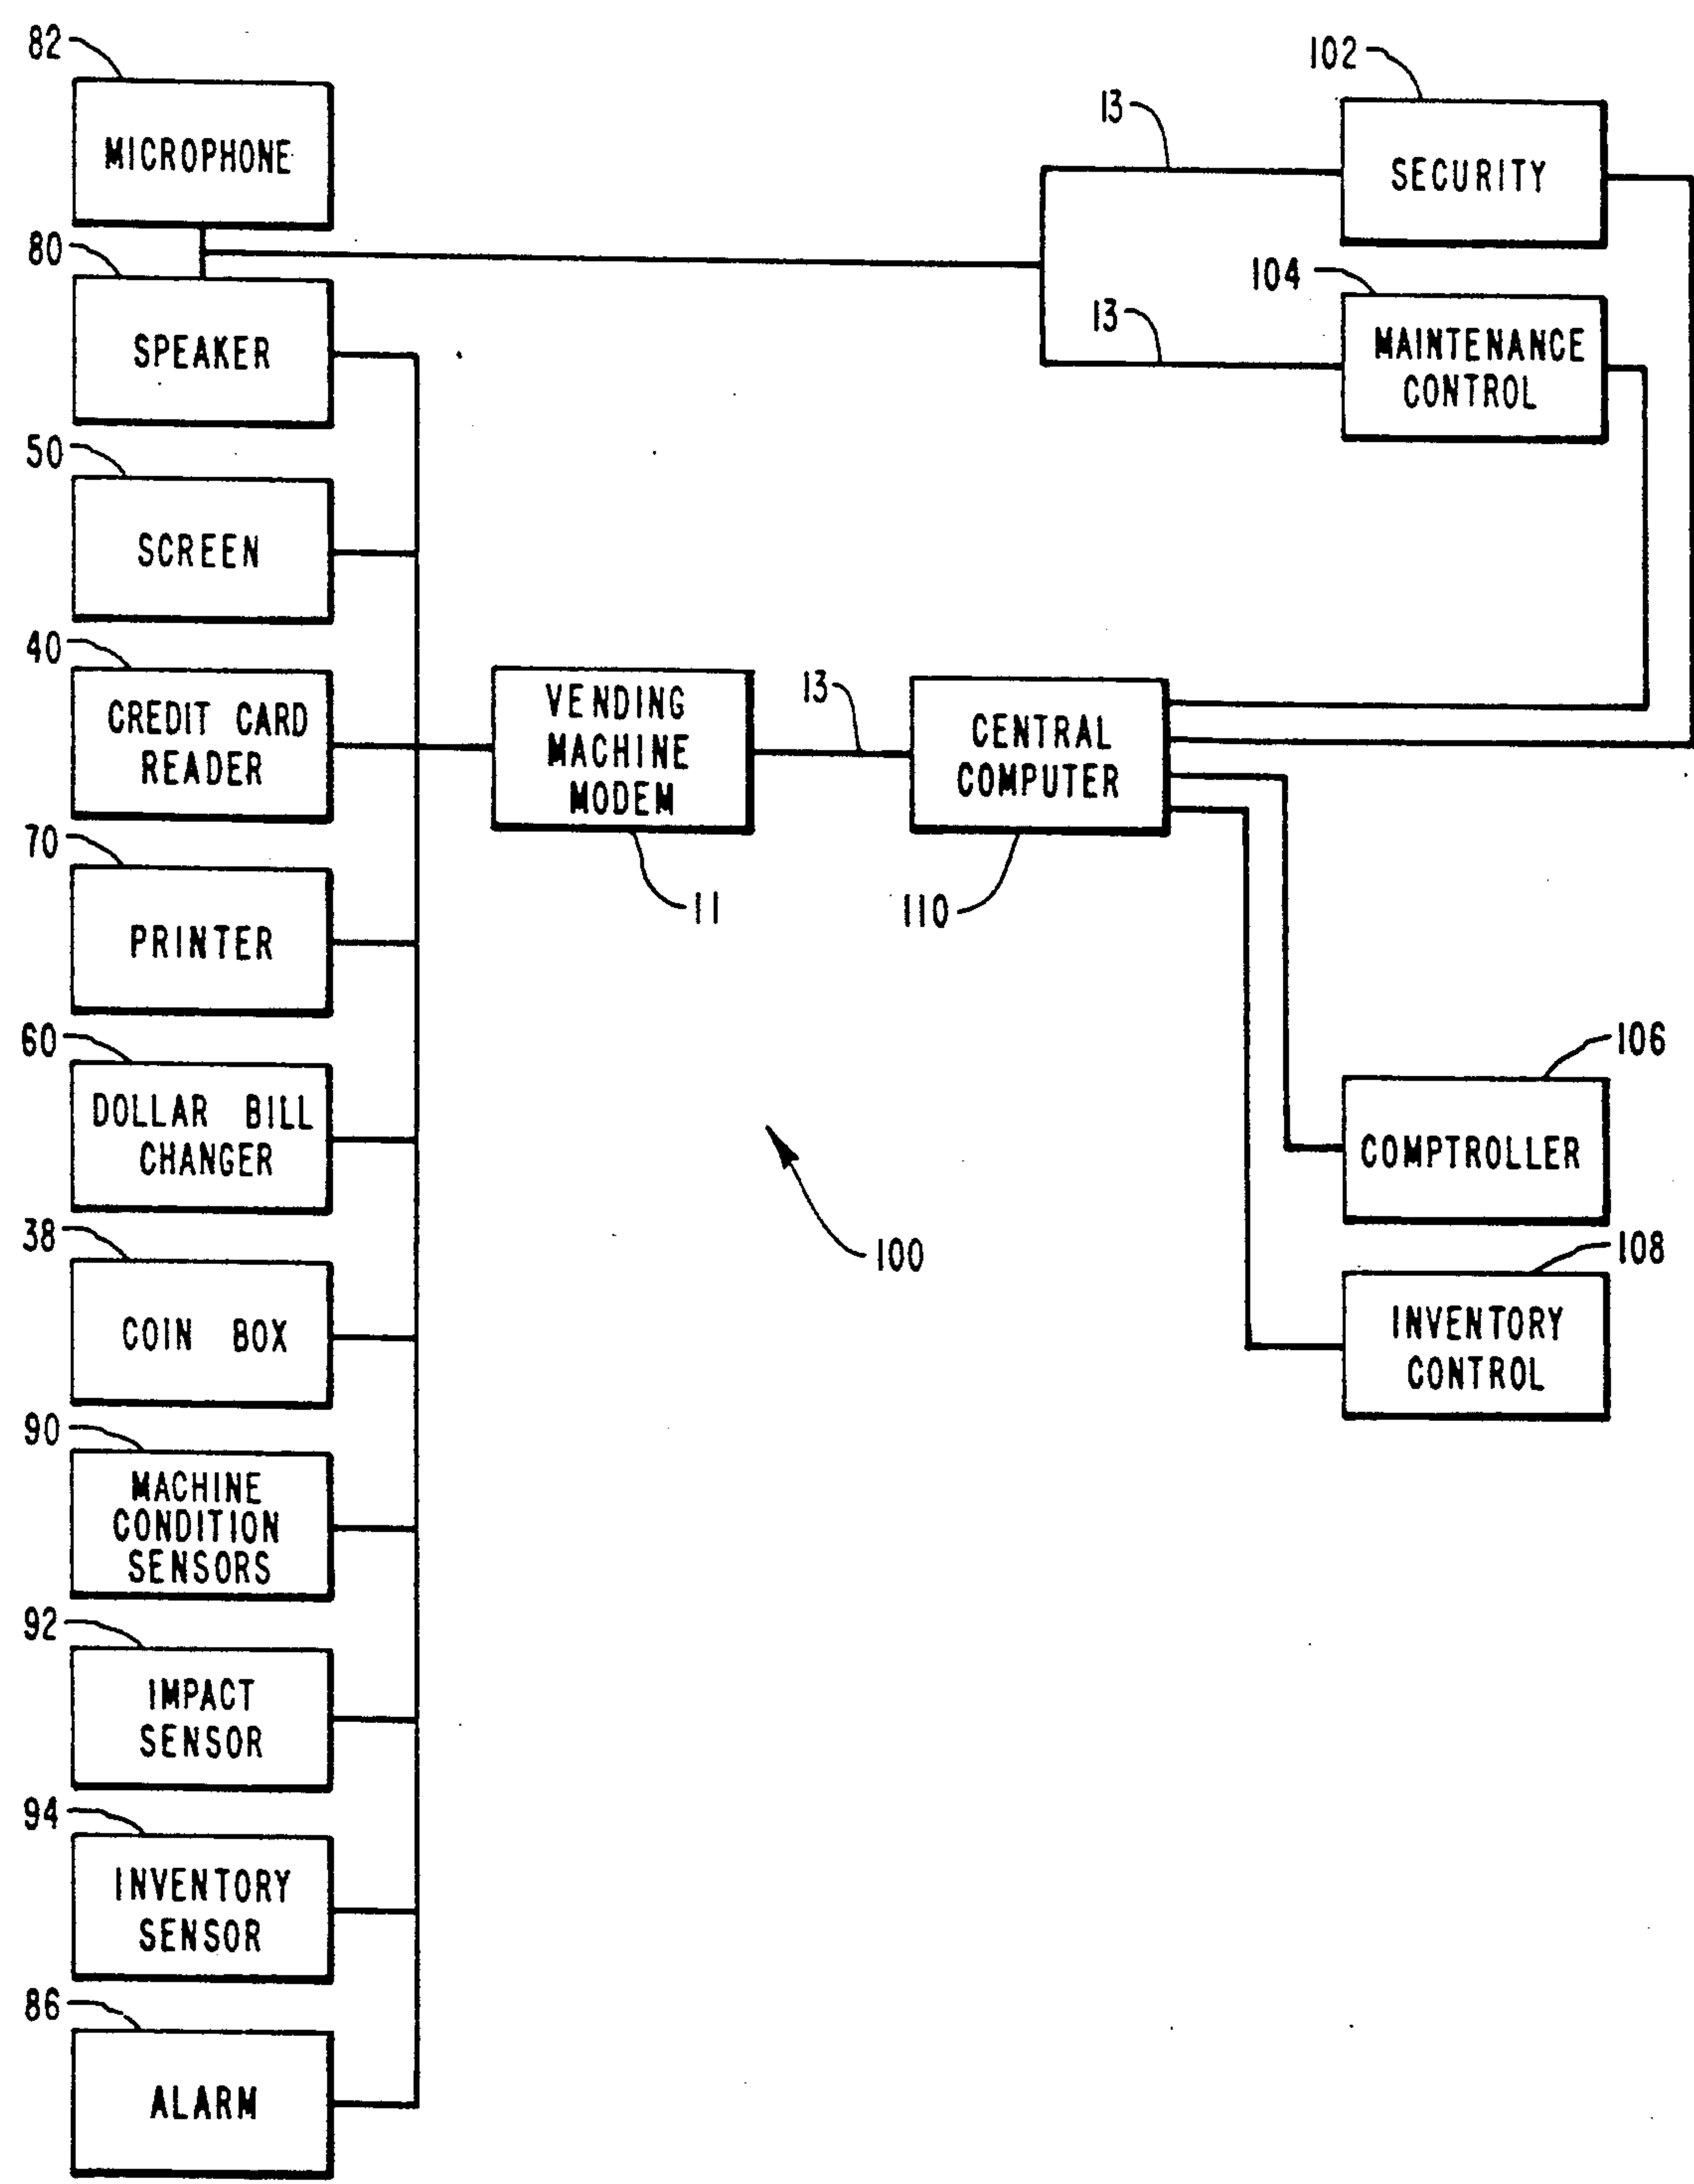 82
MICROPHONE
80
SPEAKER
50
SCREEN
40
CREDIT CARD
READER
70
PRINTER
60
DOLLAR BILL
CHANGER
38
COIN BOX
90
MACHINE
CONDITION
SENSORS
92
IMPACT
SENSOR
94
INVENTORY
SENSOR
86
ALARM
VENDING
MACHINE
MODEM
11
13
CENTRAL
COMPUTER
110
13
102
SECURITY
13
104
MAINTENANCE
CONTROL
100
106
COMPTROLLER
108
INVENTORY
CONTROL